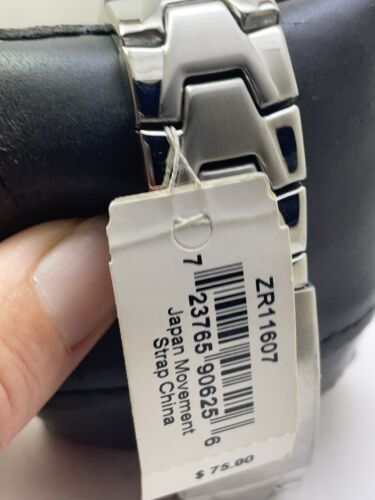 ZR11607
7 23765 90625 6
Japan Movement
Strap China
$ 75.00